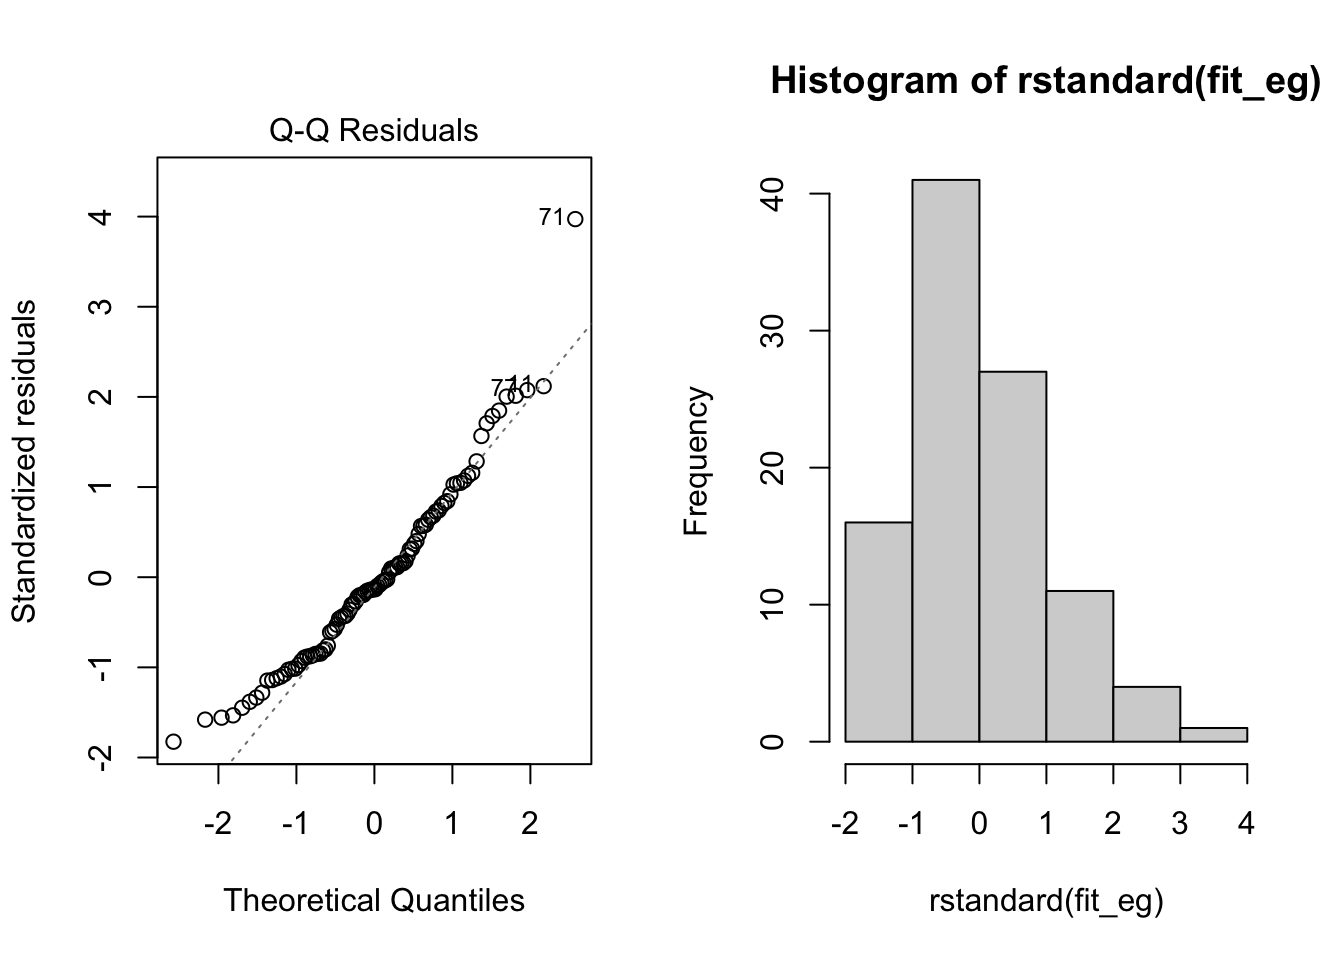 Q-Q Residuals
71
4
3
2
1
0
-1
-2
Standardized residuals
-2 -1 0 1 2
Theoretical Quantiles
Histogram of rstandard(fit_eg)
40
30
20
10
0
Frequency
-2 -1 0 1 2 3 4
rstandard(fit_eg)